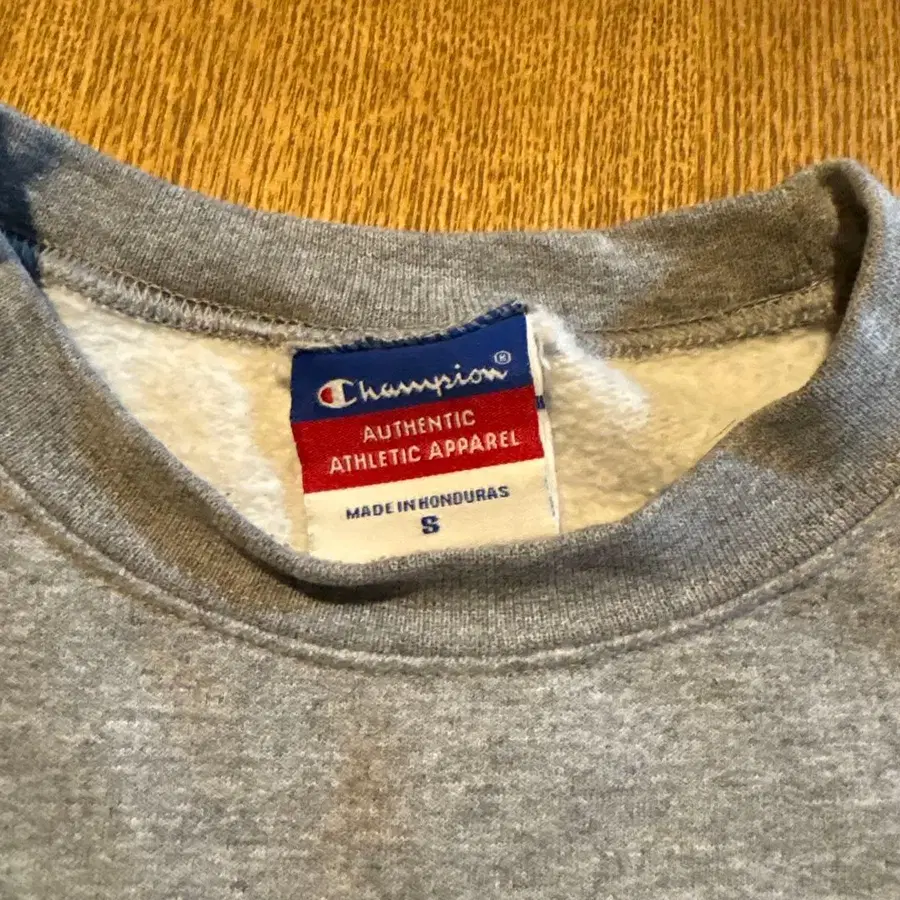 Champion®
AUTHENTIC
ATHLETIC APPAREL
MADE IN HONDURAS
S